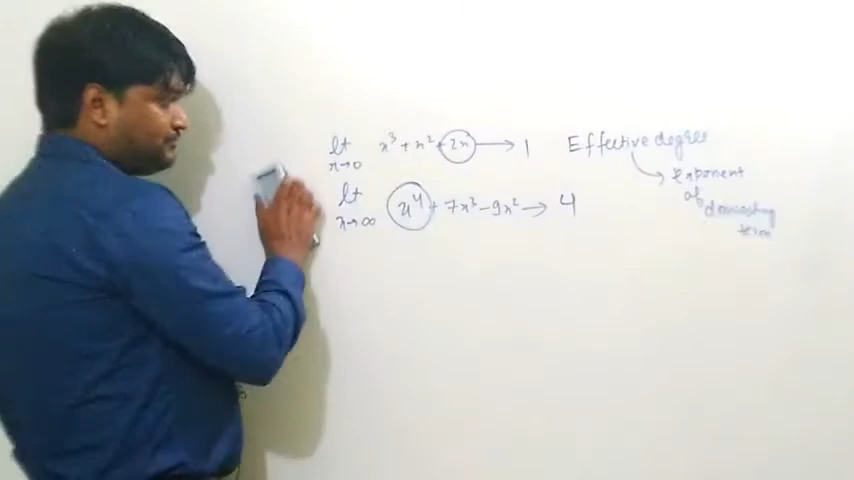 lt x→0 x³ + x² + 2x → 1
Effective degree
→ Exponent
of
dominating
term
lt x→∞ x⁴ + 7x³ - 9x² → 4